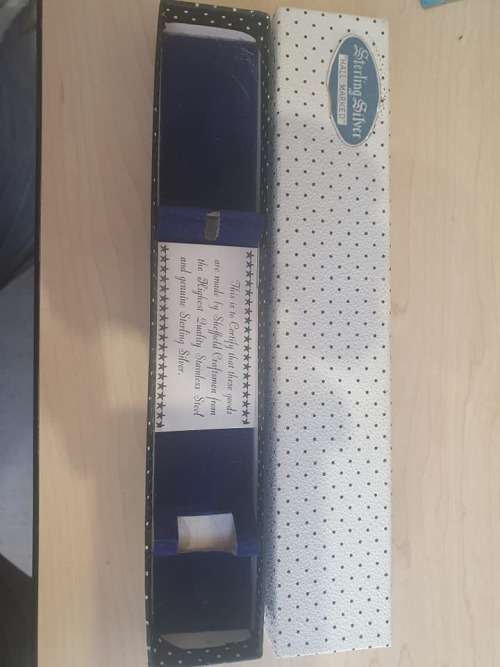 Sterling Silver
HALL MARKED
This is to Certify that these goods
are made by Sheffield Craftsmen from
the Highest Quality Stainless Steel
and genuine Sterling Silver.